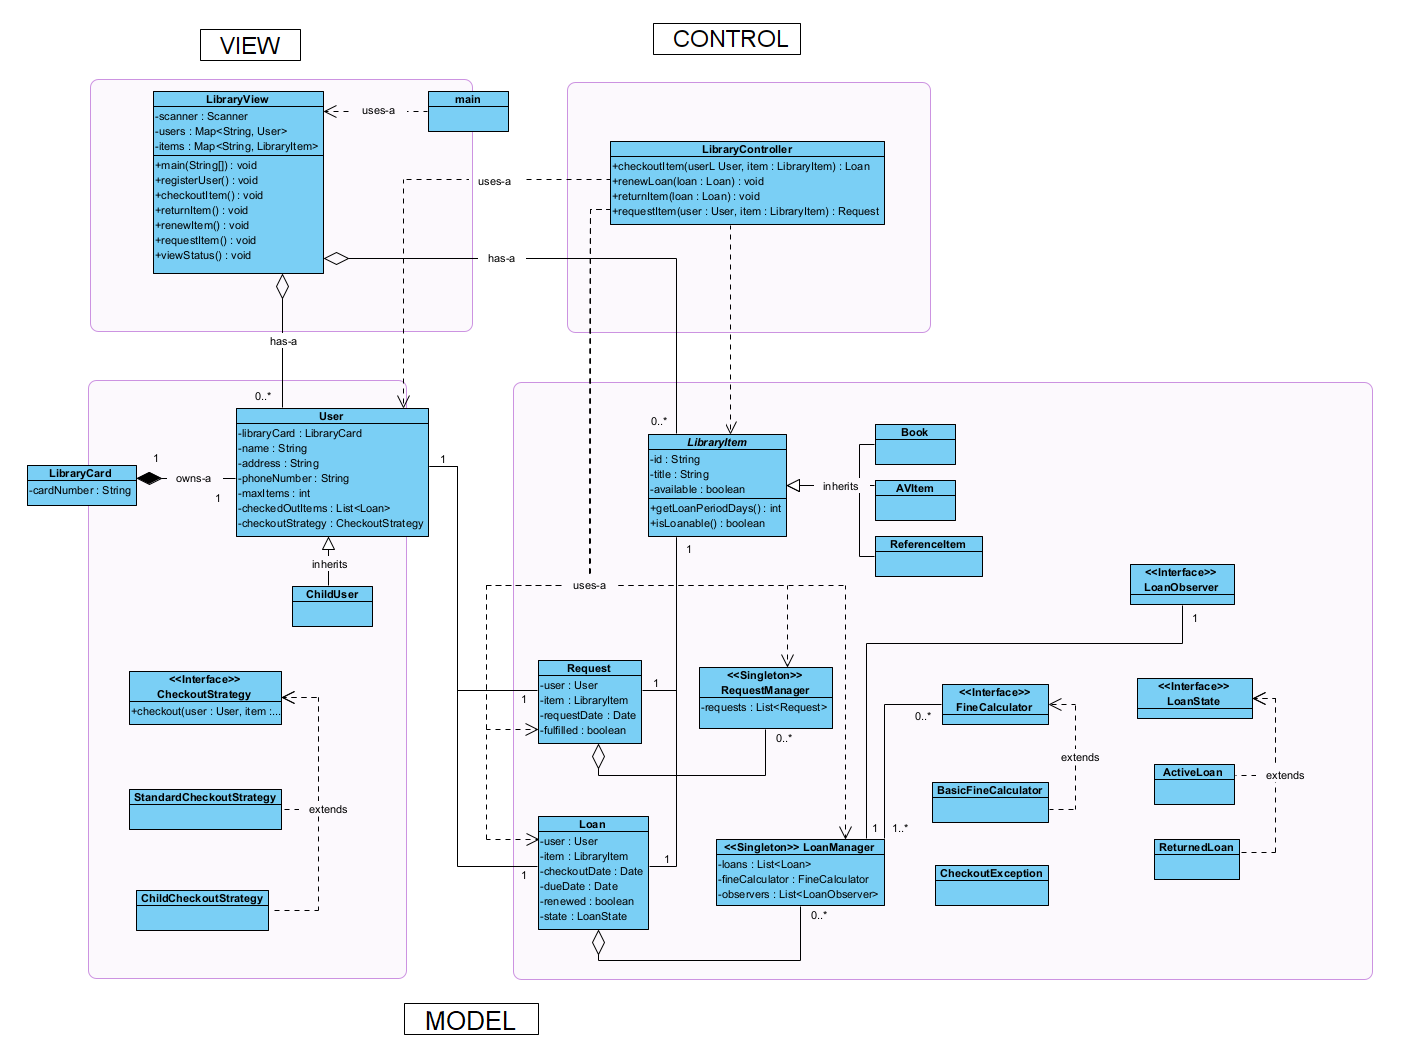 VIEW
CONTROL
LibraryView
-scanner : Scanner
-users : Map<String, User>
-items : Map<String, LibraryItem>
+main(String[]) : void
+registerUser() : void
+checkoutItem() : void
+returnItem() : void
+renewItem() : void
+requestItem() : void
+viewStatus() : void
uses-a
main
LibraryController
+checkoutItem(userL User, item : LibraryItem) : Loan
+renewLoan(loan : Loan) : void
+returnItem(loan : Loan) : void
+requestItem(user : User, item : LibraryItem) : Request
uses-a
has-a
has-a
0..*
0..*
User
-libraryCard : LibraryCard
-name : String
-address : String
-phoneNumber : String
-maxItems : int
-checkedOutItems : List<Loan>
-checkoutStrategy : CheckoutStrategy
LibraryCard
-cardNumber : String
1
owns-a
1
1
inherits
ChildUser
LibraryItem
-id : String
-title : String
-available : boolean
+getLoanPeriodDays() : int
+isLoanable() : boolean
1
inherits
Book
AVItem
ReferenceItem
uses-a
<<Interface>>
LoanObserver
1
<<Interface>>
CheckoutStrategy
+checkout(user : User, item :...
StandardCheckoutStrategy
extends
ChildCheckoutStrategy
Request
-user : User
-item : LibraryItem
-requestDate : Date
-fulfilled : boolean
1
1
<<Singleton>>
RequestManager
-requests : List<Request>
0..*
<<Interface>>
FineCalculator
0..*
extends
BasicFineCalculator
<<Interface>>
LoanState
ActiveLoan
extends
ReturnedLoan
Loan
-user : User
-item : LibraryItem
-checkoutDate : Date
-dueDate : Date
-renewed : boolean
-state : LoanState
1
1
1
1..*
<<Singleton>> LoanManager
-loans : List<Loan>
-fineCalculator : FineCalculator
-observers : List<LoanObserver>
0..*
CheckoutException
MODEL